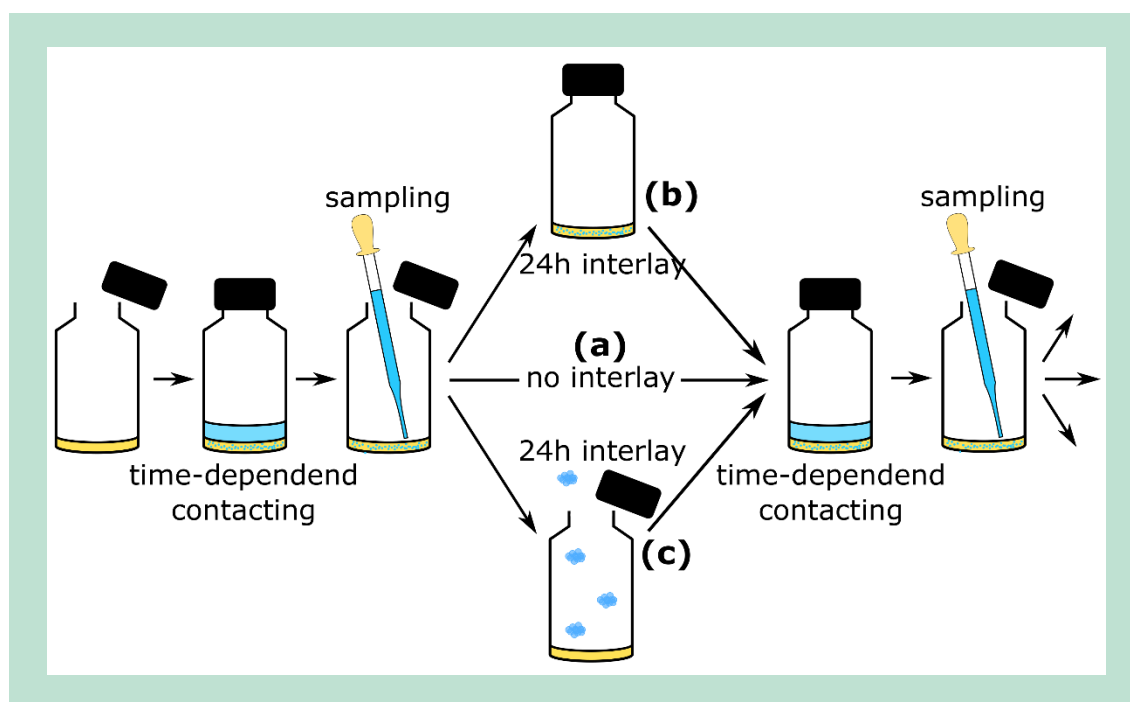 sampling
(b)
sampling
24h interlay
(a)
no interlay
24h interlay
time-dependend
contacting
time-dependend
contacting
(c)